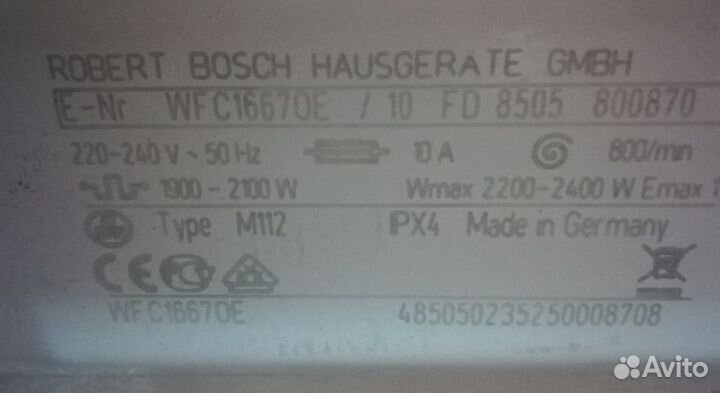 ROBERT BOSCH HAUSGERATE GMBH
E-Nr WFC1667OE / 10 FD 8505 800870
220-240 V ~ 50 Hz 10 A 800/min
1900 - 2100 W Wmax 2200-2400 W Emax
Type M112 IPX4 Made in Germany
CE
WFC1667OE 485050235250008708
Avito